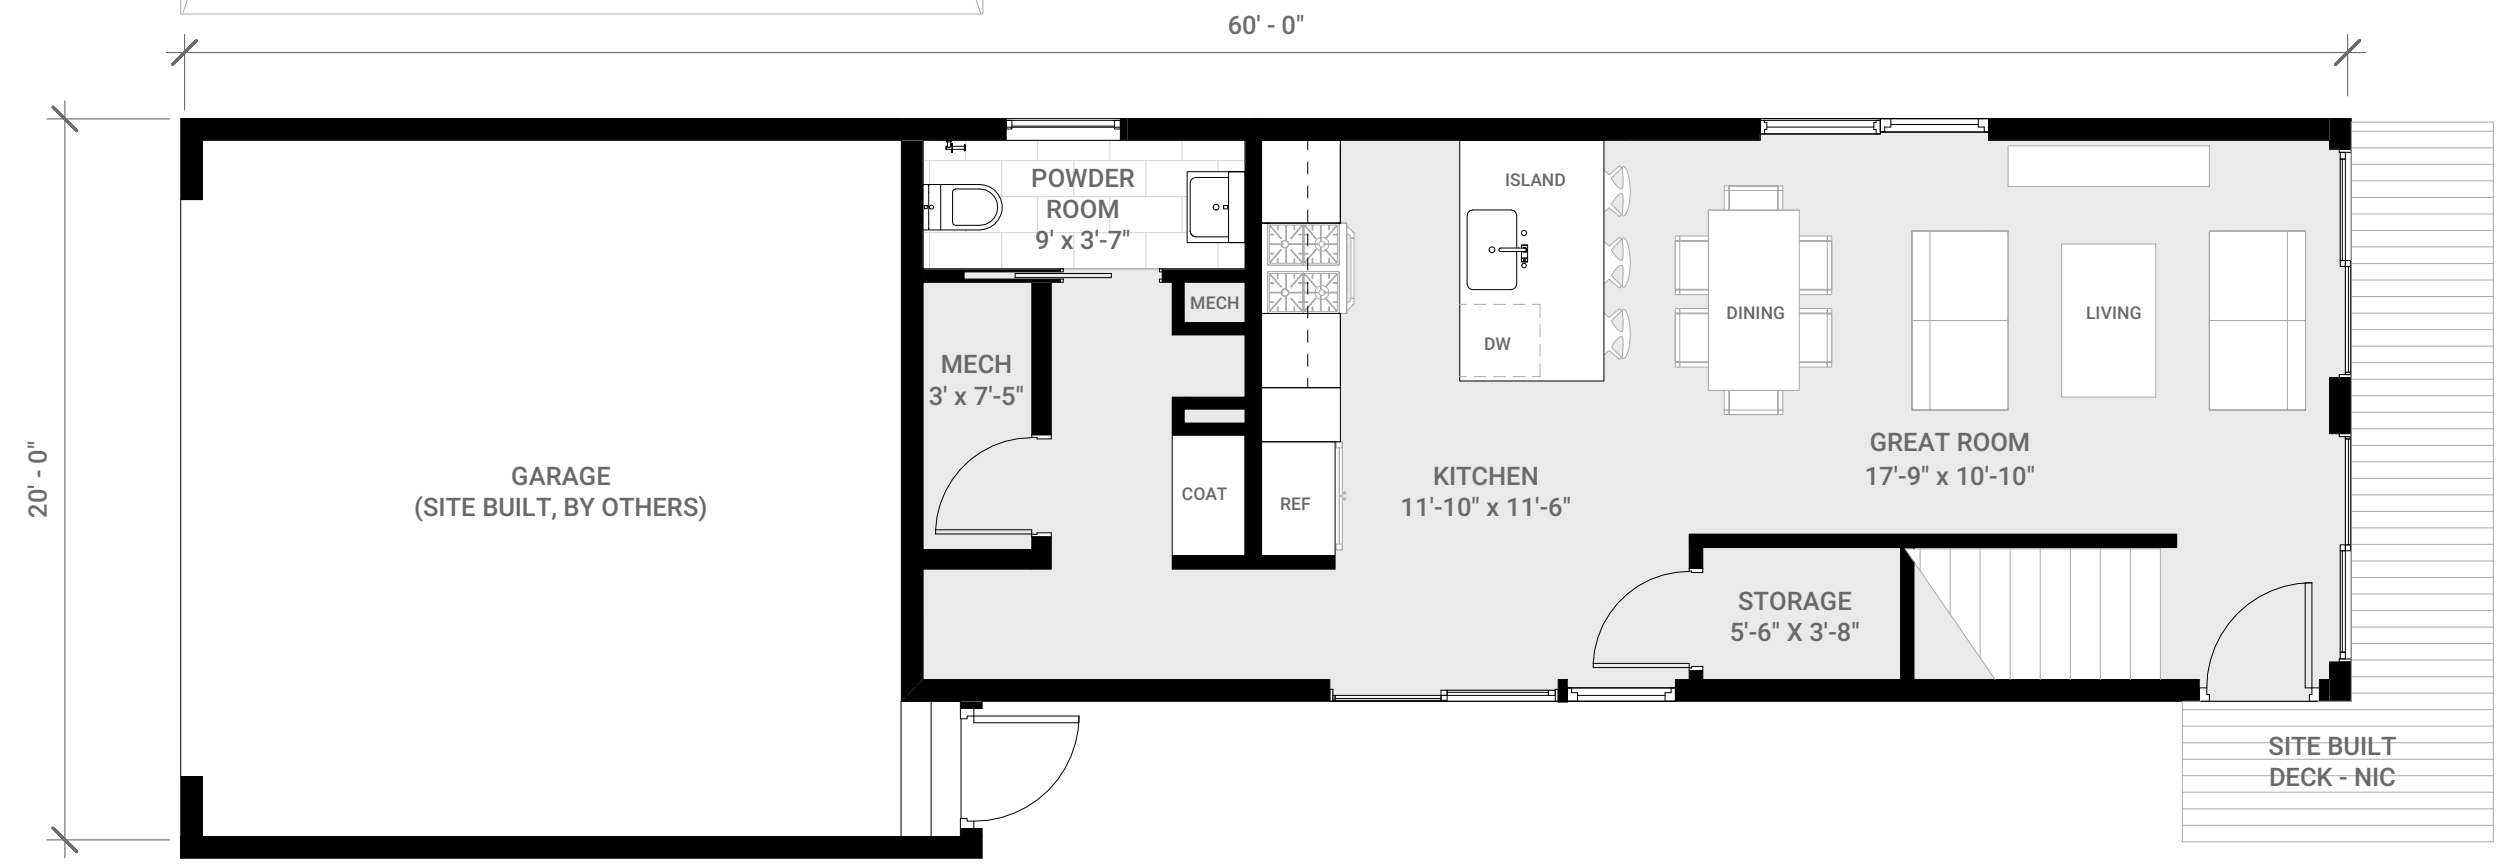 60' - 0"
20' - 0"
POWDER
ROOM
9' x 3'-7"
ISLAND
MECH
DINING
LIVING
DW
MECH
3' x 7'-5"
GREAT ROOM
17'-9" x 10'-10"
GARAGE
(SITE BUILT, BY OTHERS)
COAT
REF
KITCHEN
11'-10" x 11'-6"
STORAGE
5'-6" X 3'-8"
SITE BUILT
DECK - NIC